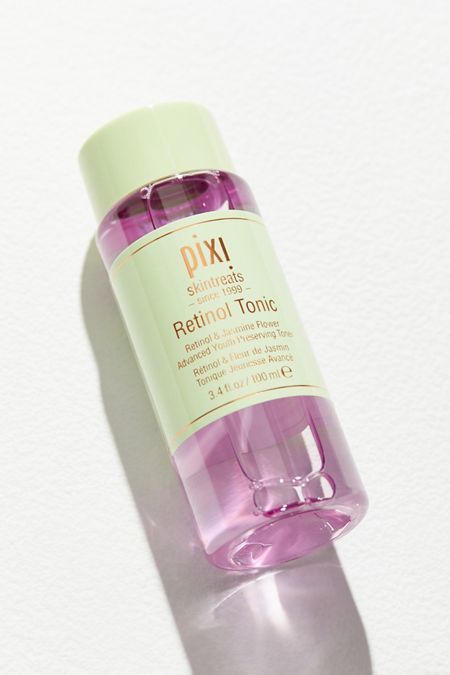 pixi
skintreats
– since 1999 –
Retinol Tonic
Retinol & Jasmine Flower
Advanced Youth Preserving Toner
Rétinol & Fleur de Jasmin
Tonique Jeunesse Avancé
3.4 fl.oz / 100 ml ℮